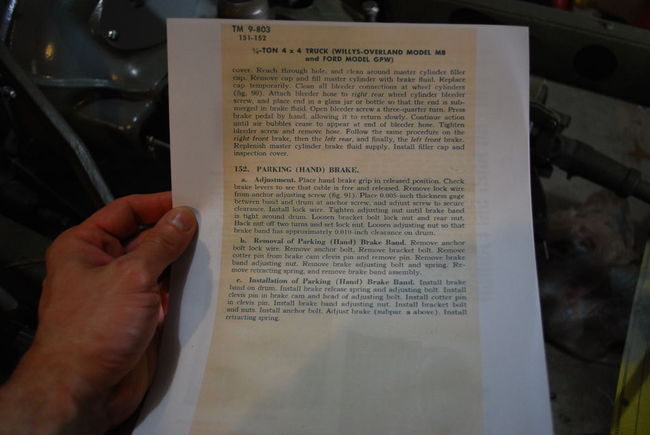 TM 9-803
151-152
¼-TON 4 x 4 TRUCK (WILLYS-OVERLAND MODEL MB
and FORD MODEL GPW)
cover. Reach through hole, and clean around master cylinder filler
cap. Remove cap and fill master cylinder with brake fluid. Replace
cap temporarily. Clean all bleeder connections at wheel cylinders
(fig. 90). Attach bleeder hose to right rear wheel cylinder bleeder
screw, and place end in a glass jar or bottle so that the end is sub-
merged in brake fluid. Open bleeder screw a three-quarter turn. Press
brake pedal by hand, allowing it to return slowly. Continue action
until air bubbles cease to appear at end of bleeder hose. Tighten
bleeder screw and remove hose. Follow the same procedure on the
right front brake, then the left rear, and finally, the left front brake.
Replenish master cylinder brake fluid supply. Install filler cap and
inspection cover.
152. PARKING (HAND) BRAKE.
a. Adjustment. Place hand brake grip in released position. Check
brake levers to see that cable is free and released. Remove lock wire
from anchor adjusting screw (fig. 91). Place 0.005-inch thickness gage
between band and drum at anchor screw, and adjust screw to secure
clearance. Install lock wire. Tighten adjusting nut until brake band
is tight around drum. Loosen bracket bolt lock nut and rear nut.
Back nut off two turns and set lock nut. Loosen adjusting nut so that
brake band has approximately 0.010-inch clearance on drum.
b. Removal of Parking (Hand) Brake Band. Remove anchor
bolt lock wire. Remove anchor bolt. Remove bracket bolt. Remove
cotter pin from brake cam clevis pin and remove pin. Remove brake
band adjusting nut. Remove brake adjusting bolt and spring. Re-
move retracting spring, and remove brake band assembly.
c. Installation of Parking (Hand) Brake Band. Install brake
band on drum. Install brake release spring and adjusting bolt. Install
clevis pin in brake cam and head of adjusting bolt. Install cotter pin
in clevis pin. Install brake band adjusting nut. Install bracket bolt
and nuts. Install anchor bolt. Adjust brake (subpar. a above). Install
retracting spring.